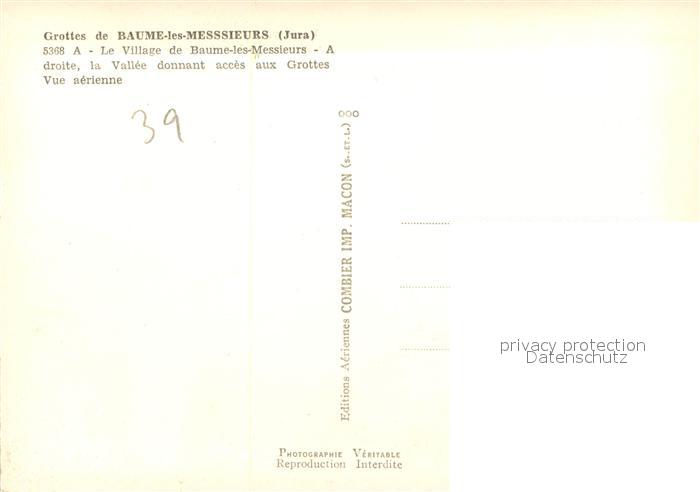 Grottes de BAUME-les-MESSSIEURS (Jura)
5368 A - Le Village de Baume-les-Messieurs - A
droite, la Vallée donnant accès aux Grottes
Vue aérienne
39
Editions Aériennes COMBIER IMP. MACON (S.-ET-L.) 000
privacy protection
Datenschutz
PHOTOGRAPHIE VÉRITABLE
Reproduction Interdite